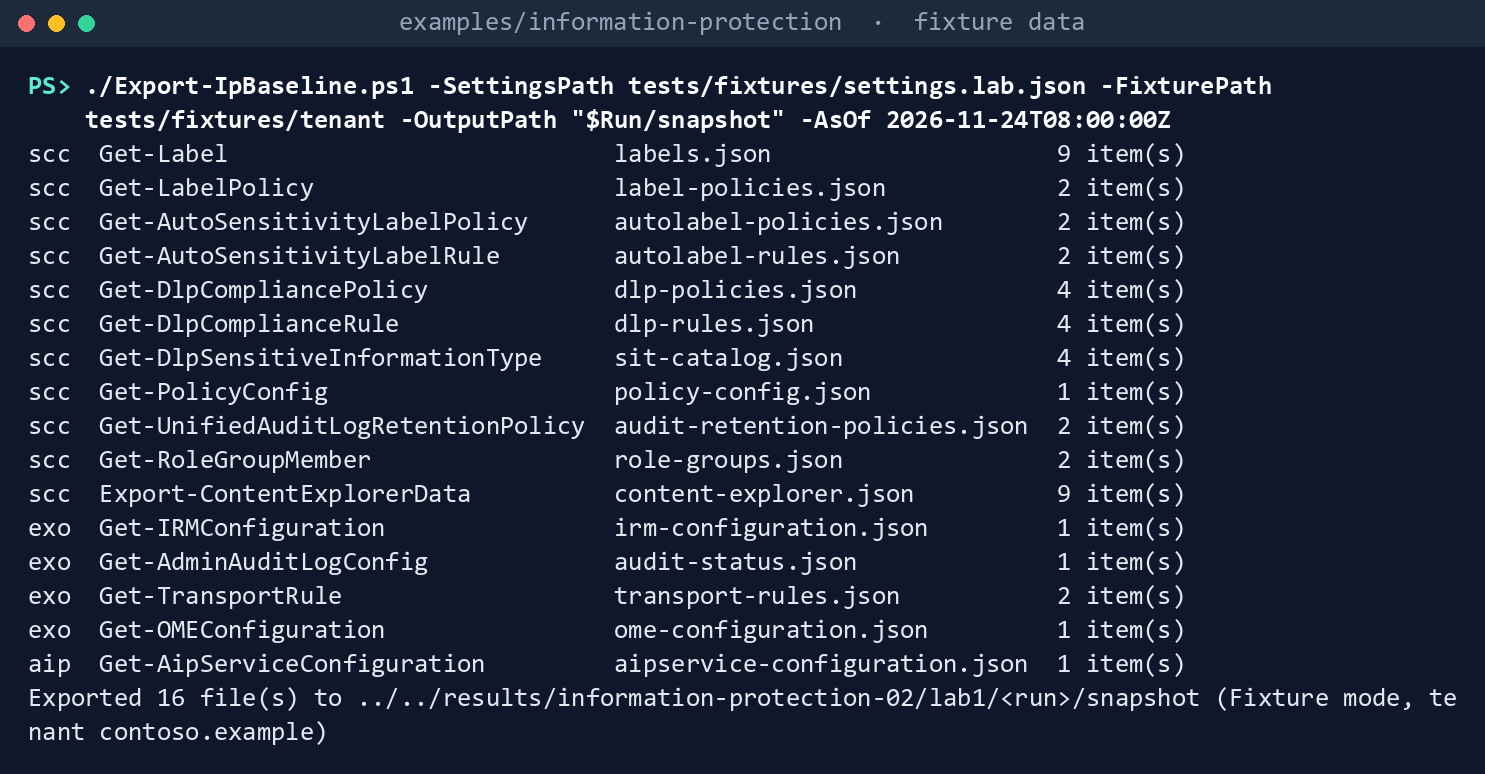 examples/information-protection · fixture data
PS> ./Export-IpBaseline.ps1 -SettingsPath tests/fixtures/settings.lab.json -FixturePath
tests/fixtures/tenant -OutputPath "$Run/snapshot" -AsOf 2026-11-24T08:00:00Z
scc  Get-Label                           labels.json                    9 item(s)
scc  Get-LabelPolicy                     label-policies.json            2 item(s)
scc  Get-AutoSensitivityLabelPolicy      autolabel-policies.json        2 item(s)
scc  Get-AutoSensitivityLabelRule        autolabel-rules.json           2 item(s)
scc  Get-DlpCompliancePolicy             dlp-policies.json              4 item(s)
scc  Get-DlpComplianceRule               dlp-rules.json                 4 item(s)
scc  Get-DlpSensitiveInformationType     sit-catalog.json               4 item(s)
scc  Get-PolicyConfig                    policy-config.json             1 item(s)
scc  Get-UnifiedAuditLogRetentionPolicy  audit-retention-policies.json  2 item(s)
scc  Get-RoleGroupMember                 role-groups.json               2 item(s)
scc  Export-ContentExplorerData          content-explorer.json          9 item(s)
exo  Get-IRMConfiguration                irm-configuration.json         1 item(s)
exo  Get-AdminAuditLogConfig             audit-status.json              1 item(s)
exo  Get-TransportRule                   transport-rules.json           2 item(s)
exo  Get-OMEConfiguration                ome-configuration.json         1 item(s)
aip  Get-AipServiceConfiguration         aipservice-configuration.json  1 item(s)
Exported 16 file(s) to ../../results/information-protection-02/lab1/<run>/snapshot (Fixture mode, te
nant contoso.example)